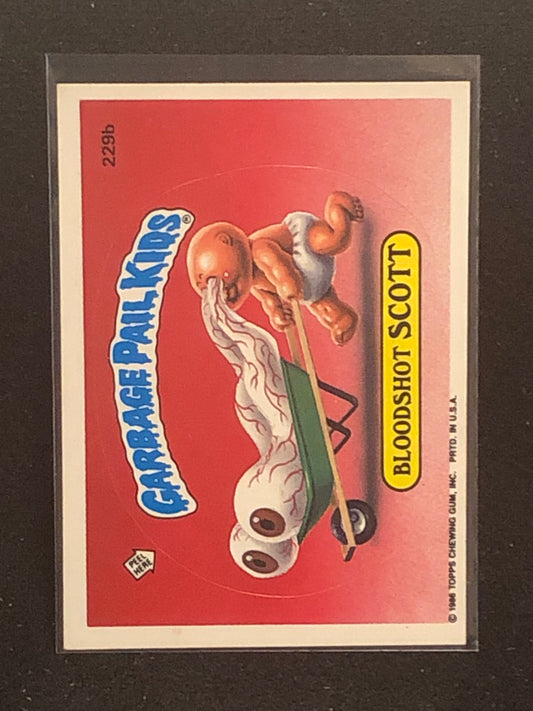 229b
GARBAGE PAIL KIDS®
PEEL
HERE
BLOODSHOT SCOTT
© 1986 TOPPS CHEWING GUM, INC. PRTD. IN U.S.A.